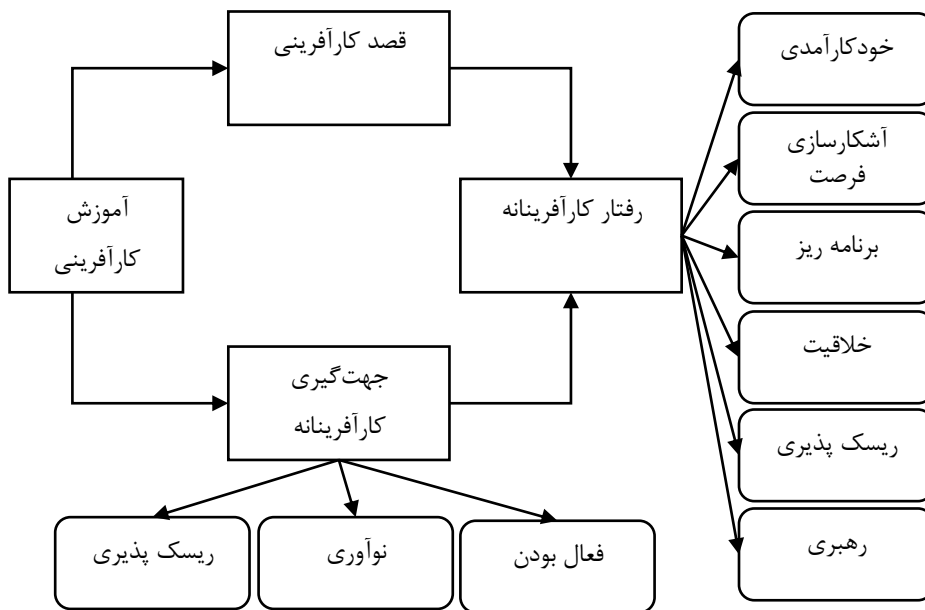 قصد کارآفرینی
خودکارآمدی
آشکارسازی
فرصت
آموزش
کارآفرینی
رفتار کارآفرینانه
برنامه ریز
خلاقیت
جهت‌گیری
کارآفرینانه
ریسک پذیری
رهبری
فعال بودن
نوآوری
ریسک پذیری